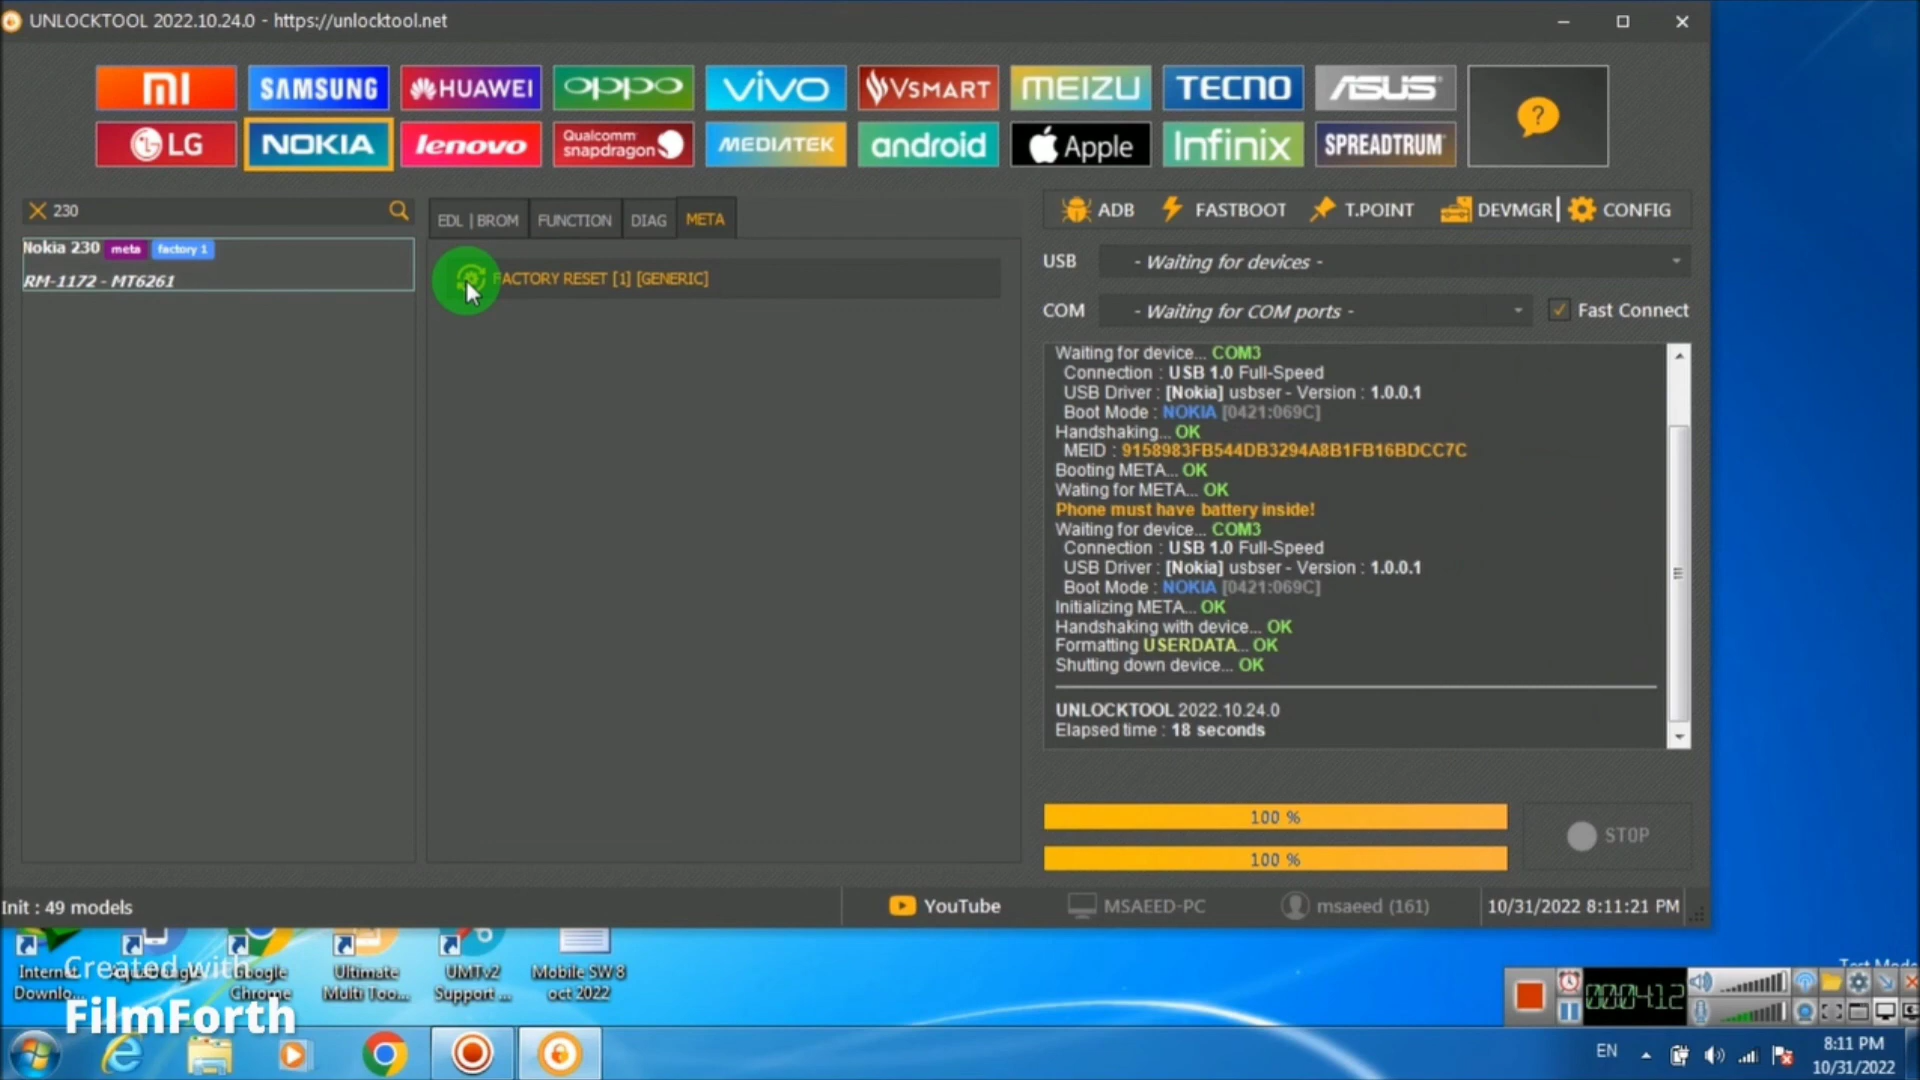 UNLOCKTOOL 2022.10.24.0 - https://unlocktool.net
MI SAMSUNG HUAWEI oppo vivo VSMART MEIZU TECNO ASUS ?
LG NOKIA lenovo Qualcomm snapdragon MEDIATEK android Apple Infinix SPREADTRUM
230
EDL | BROM FUNCTION DIAG META
ADB FASTBOOT T.POINT DEVMGR CONFIG
Nokia 230 meta factory 1
RM-1172 - MT6261
FACTORY RESET [1] [GENERIC]
USB - Waiting for devices -
COM - Waiting for COM ports - Fast Connect
Waiting for device... COM3
Connection : USB 1.0 Full-Speed
USB Driver : [Nokia] usbser - Version : 1.0.0.1
Boot Mode : NOKIA [0421:069C]
Handshaking... OK
MEID : 9158983FB544DB3294A8B1FB16BDCC7C
Booting META... OK
Wating for META... OK
Phone must have battery inside!
Waiting for device... COM3
Connection : USB 1.0 Full-Speed
USB Driver : [Nokia] usbser - Version : 1.0.0.1
Boot Mode : NOKIA [0421:069C]
Initializing META... OK
Handshaking with device... OK
Formatting USERDATA... OK
Shutting down device... OK
UNLOCKTOOL 2022.10.24.0
Elapsed time : 18 seconds
100 %
100 %
STOP
Init : 49 models
YouTube MSAEED-PC msaeed (161) 10/31/2022 8:11:21 PM
Internet Downlo...
Google Chrome
Ultimate Multi Too...
UMTv2 Support ...
Mobile SW 8 oct 2022
Created with
FilmForth
00:04:12
EN
8:11 PM
10/31/2022